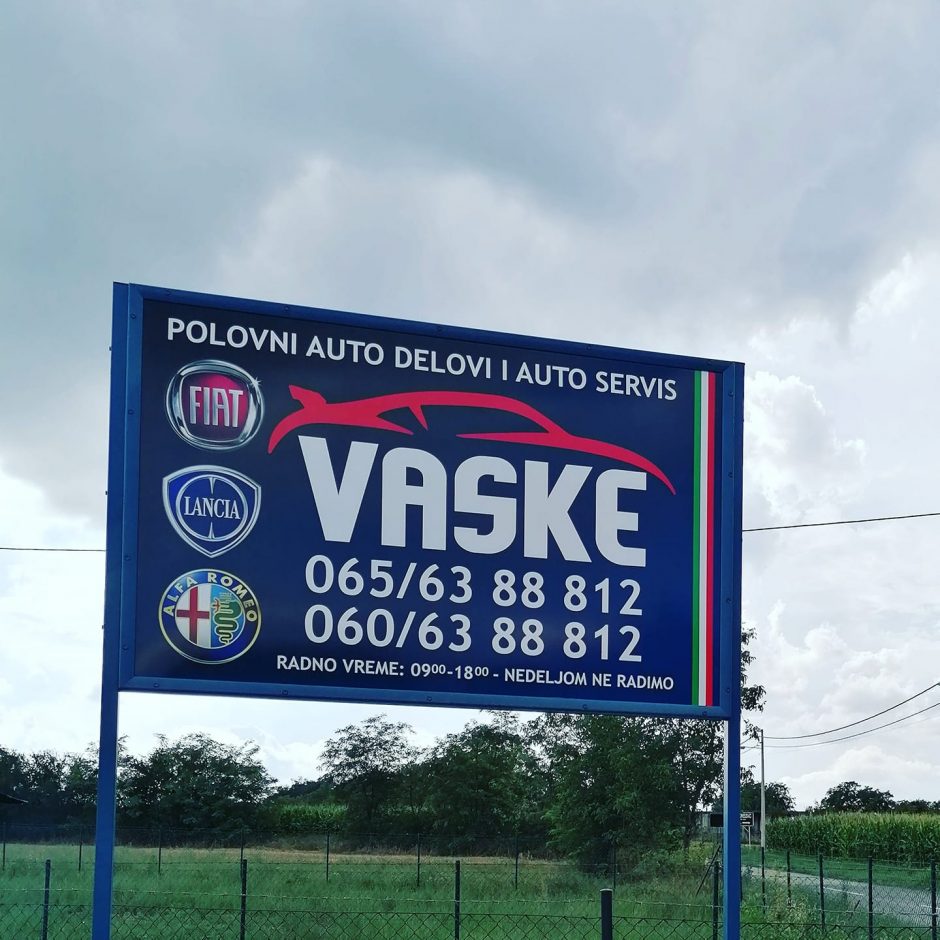 POLOVNI AUTO DELOVI I AUTO SERVIS
FIAT
LANCIA
ALFA ROMEO
VASKE
065/63 88 812
060/63 88 812
RADNO VREME: 09⁰⁰-18⁰⁰ - NEDELJOM NE RADIMO